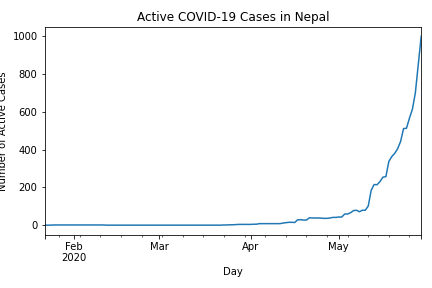 Active COVID-19 Cases in Nepal
1000
800
600
400
200
0
Number of Active Cases
Feb
2020
Mar
Apr
May
Day